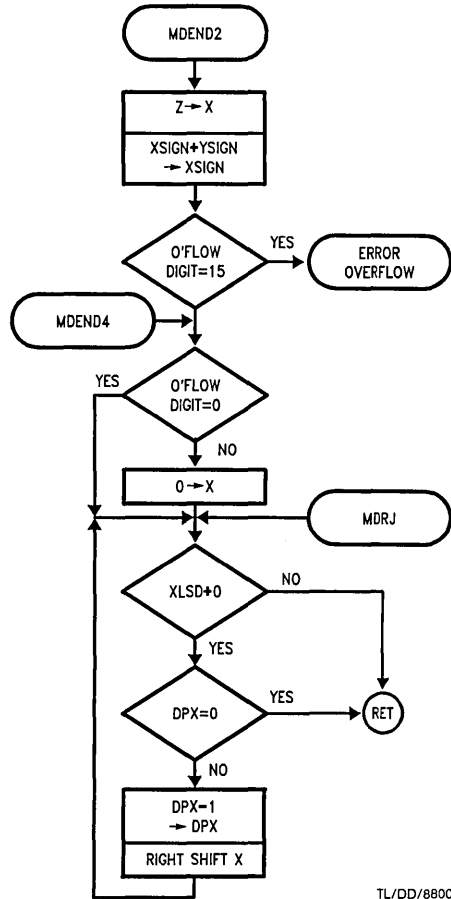 MDEND2
Z → X
XSIGN+YSIGN
→ XSIGN
O'FLOW
DIGIT=15
YES
ERROR
OVERFLOW
MDEND4
YES
O'FLOW
DIGIT=0
NO
0 → X
MDRJ
XLSD+0
NO
YES
DPX=0
YES
RET
NO
DPX-1
→ DPX
RIGHT SHIFT X
TL/DD/8800